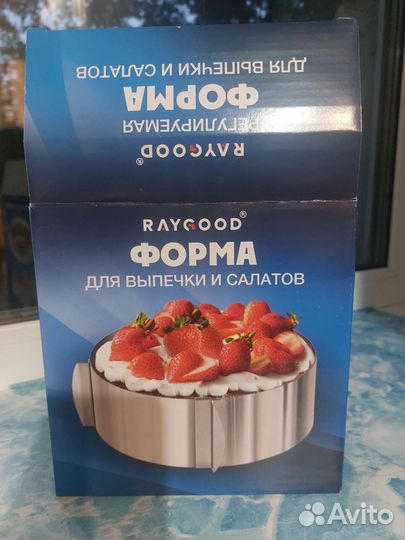 ДЛЯ ВЫПЕЧКИ И САЛАТОВ
ФОРМА
РЕГУЛИРУЕМАЯ
RAYGOOD®
RAYGOOD®
ФОРМА
ДЛЯ ВЫПЕЧКИ И САЛАТОВ
Avito